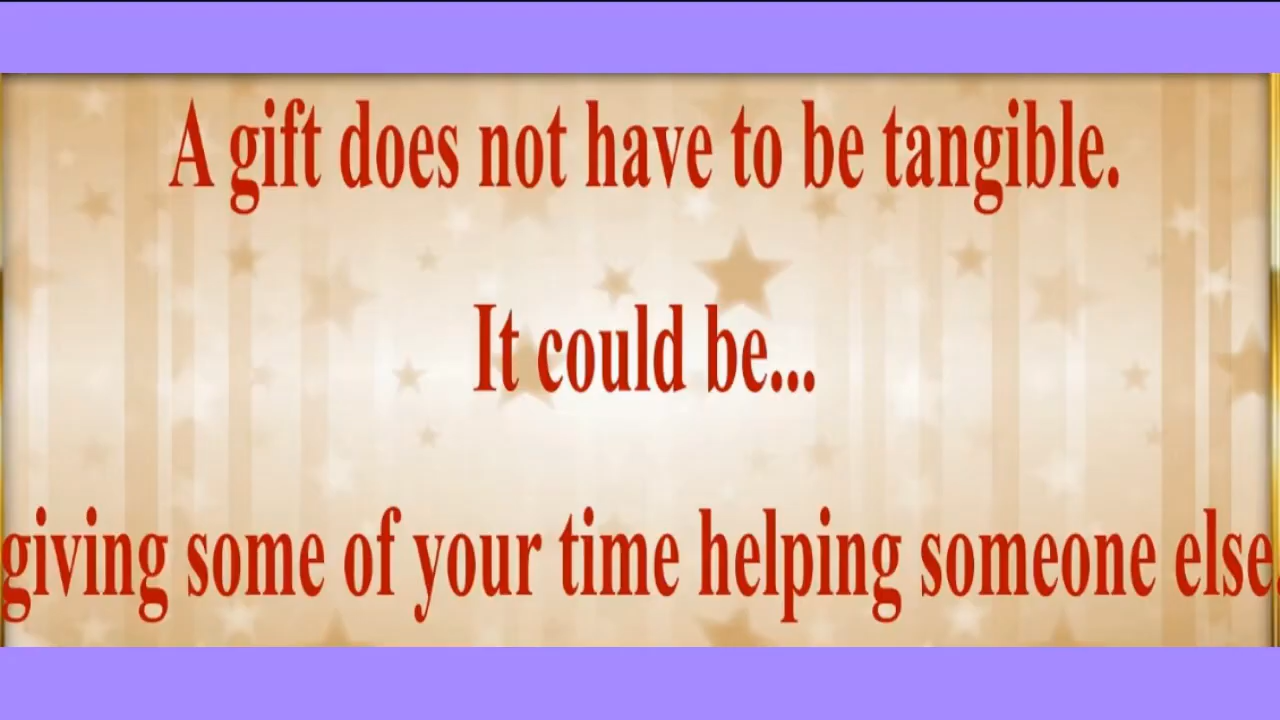 A gift does not have to be tangible.
It could be...
giving some of your time helping someone else.